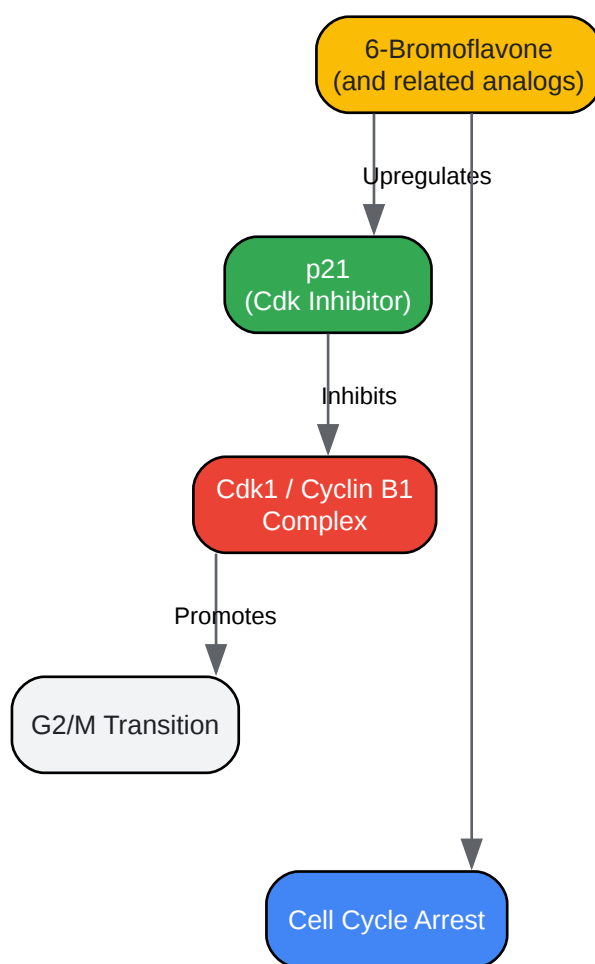 6-Bromoflavone
(and related analogs)
Upregulates
p21
(Cdk Inhibitor)
Inhibits
Cdk1 / Cyclin B1
Complex
Promotes
G2/M Transition
Cell Cycle Arrest